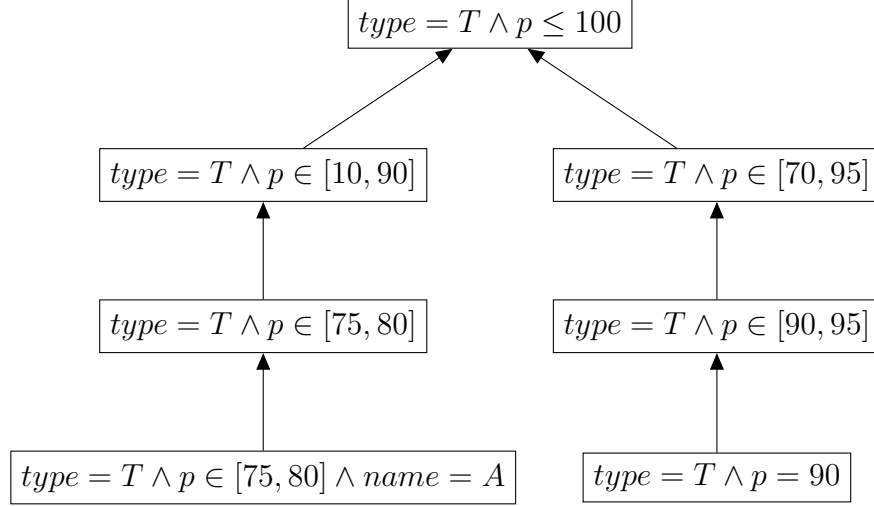 type = T ∧ p ≤ 100
type = T ∧ p ∈ [10, 90]
type = T ∧ p ∈ [70, 95]
type = T ∧ p ∈ [75, 80]
type = T ∧ p ∈ [90, 95]
type = T ∧ p ∈ [75, 80] ∧ name = A
type = T ∧ p = 90